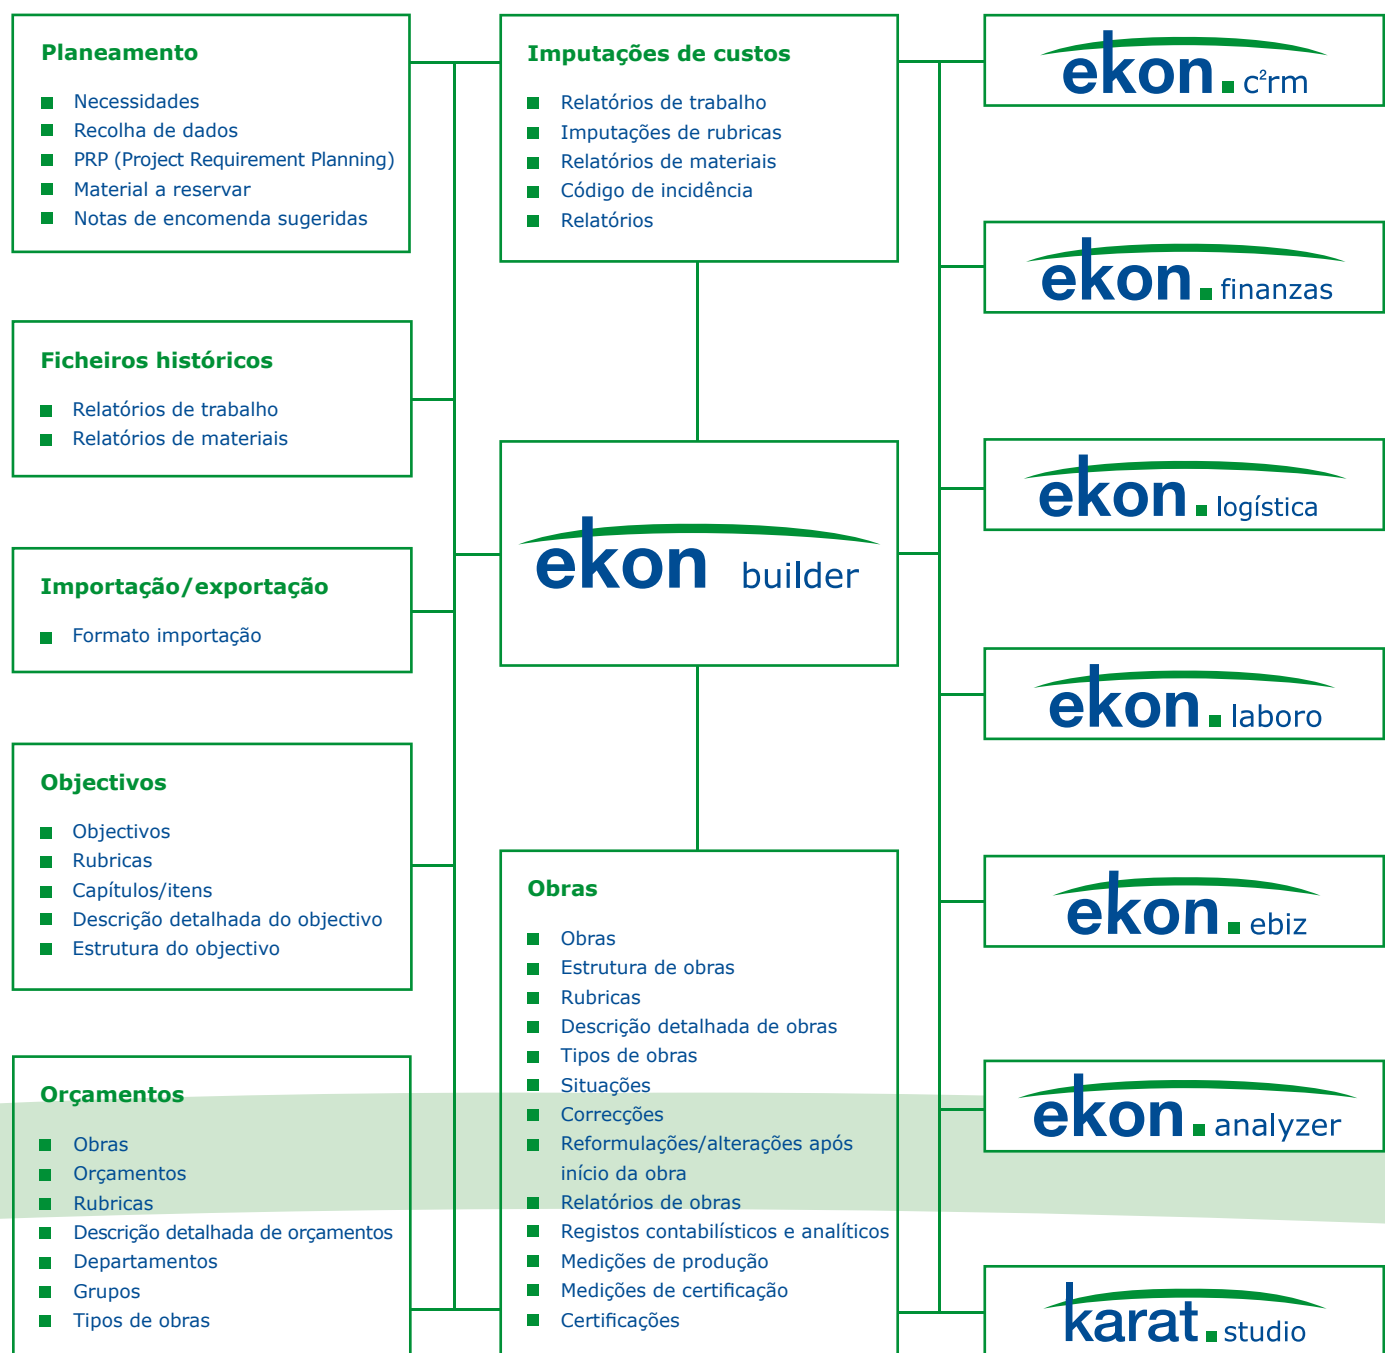 Planeamento
Necessidades
Recolha de dados
PRP (Project Requirement Planning)
Material a reservar
Notas de encomenda sugeridas
Ficheiros históricos
Relatórios de trabalho
Relatórios de materiais
Importação/exportação
Formato importação
Objectivos
Objectivos
Rubricas
Capítulos/itens
Descrição detalhada do objectivo
Estrutura do objectivo
Orçamentos
Obras
Orçamentos
Rubricas
Descrição detalhada de orçamentos
Departamentos
Grupos
Tipos de obras
Imputações de custos
Relatórios de trabalho
Imputações de rubricas
Relatórios de materiais
Código de incidência
Relatórios
ekon builder
Obras
Obras
Estrutura de obras
Rubricas
Descrição detalhada de obras
Tipos de obras
Situações
Correcções
Reformulações/alterações após
início da obra
Relatórios de obras
Registos contabilísticos e analíticos
Medições de produção
Medições de certificação
Certificações
ekon.c²rm
ekon.finanzas
ekon.logística
ekon.laboro
ekon.ebiz
ekon.analyzer
karat.studio